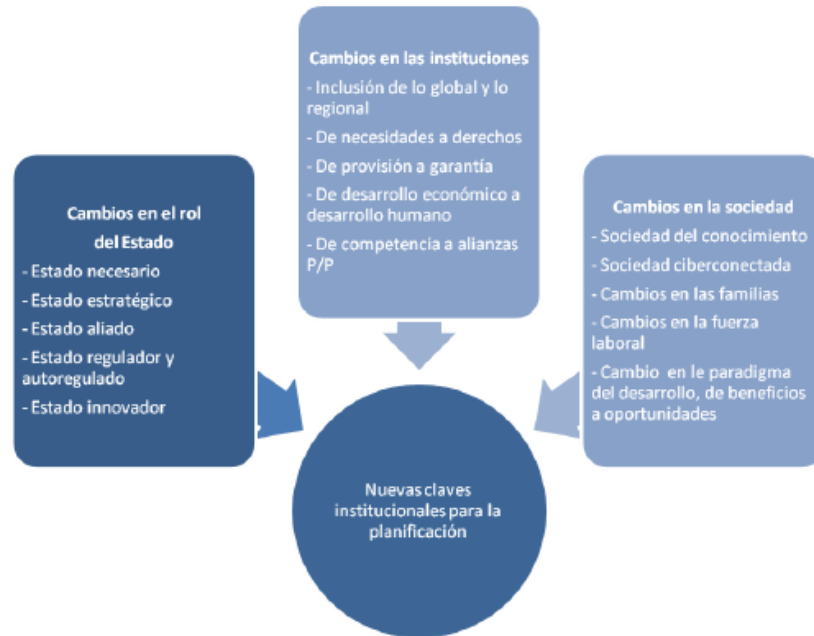 Cambios en el rol
del Estado
- Estado necesario
- Estado estratégico
- Estado aliado
- Estado regulador y
autoregulado
- Estado innovador
Cambios en las instituciones
- Inclusión de lo global y lo
regional
- De necesidades a derechos
- De provisión a garantía
- De desarrollo económico a
desarrollo humano
- De competencia a alianzas
P/P
Cambios en la sociedad
- Sociedad del conocimiento
- Sociedad ciberconectada
- Cambios en las familias
- Cambios en la fuerza
laboral
- Cambio en le paradigma
del desarrollo, de beneficios
a oportunidades
Nuevas claves
institucionales para la
planificación